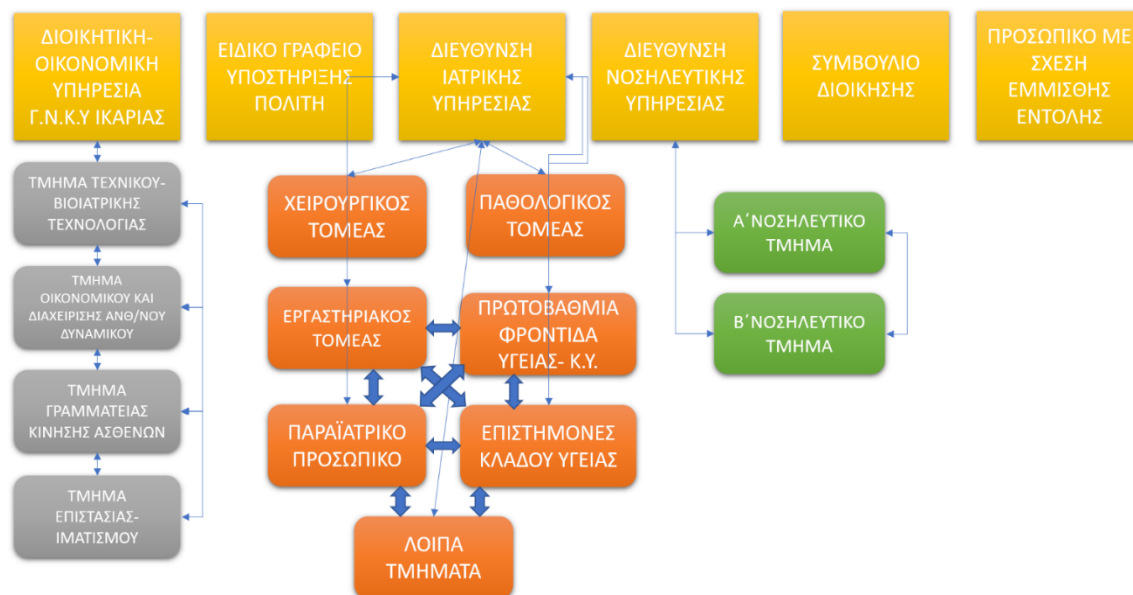 ΔΙΟΙΚΗΤΙΚΗ-
ΟΙΚΟΝΟΜΙΚΗ
ΥΠΗΡΕΣΙΑ
Γ.Ν.Κ.Υ ΙΚΑΡΙΑΣ
ΕΙΔΙΚΟ ΓΡΑΦΕΙΟ
ΥΠΟΣΤΗΡΙΞΗΣ
ΠΟΛΙΤΗ
ΔΙΕΥΘΥΝΣΗ
ΙΑΤΡΙΚΗΣ
ΥΠΗΡΕΣΙΑΣ
ΔΙΕΥΘΥΝΣΗ
ΝΟΣΗΛΕΥΤΙΚΗΣ
ΥΠΗΡΕΣΙΑΣ
ΣΥΜΒΟΥΛΙΟ
ΔΙΟΙΚΗΣΗΣ
ΠΡΟΣΩΠΙΚΟ ΜΕ
ΣΧΕΣΗ
ΕΜΜΙΣΘΗΣ
ΕΝΤΟΛΗΣ
ΤΜΗΜΑ ΤΕΧΝΙΚΟΥ-
ΒΙΟΙΑΤΡΙΚΗΣ
ΤΕΧΝΟΛΟΓΙΑΣ
ΧΕΙΡΟΥΡΓΙΚΟΣ
ΤΟΜΕΑΣ
ΠΑΘΟΛΟΓΙΚΟΣ
ΤΟΜΕΑΣ
Α΄ΝΟΣΗΛΕΥΤΙΚΟ
ΤΜΗΜΑ
ΤΜΗΜΑ
ΟΙΚΟΝΟΜΙΚΟΥ ΚΑΙ
ΔΙΑΧΕΙΡΙΣΗΣ ΑΝΘ/ΝΟΥ
ΔΥΝΑΜΙΚΟΥ
ΕΡΓΑΣΤΗΡΙΑΚΟΣ
ΤΟΜΕΑΣ
ΠΡΩΤΟΒΑΘΜΙΑ
ΦΡΟΝΤΙΔΑ
ΥΓΕΙΑΣ- Κ.Υ.
Β΄ΝΟΣΗΛΕΥΤΙΚΟ
ΤΜΗΜΑ
ΤΜΗΜΑ
ΓΡΑΜΜΑΤΕΙΑΣ
ΚΙΝΗΣΗΣ ΑΣΘΕΝΩΝ
ΠΑΡΑΪΑΤΡΙΚΟ
ΠΡΟΣΩΠΙΚΟ
ΕΠΙΣΤΗΜΟΝΕΣ
ΚΛΑΔΟΥ ΥΓΕΙΑΣ
ΤΜΗΜΑ
ΕΠΙΣΤΑΣΙΑΣ-
ΙΜΑΤΙΣΜΟΥ
ΛΟΙΠΑ
ΤΜΗΜΑΤΑ